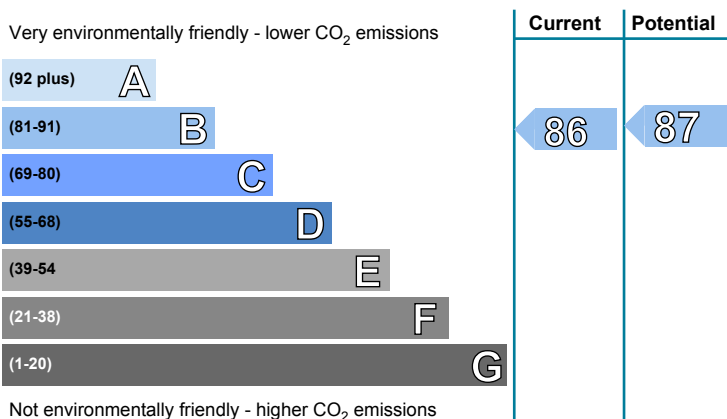 Very environmentally friendly - lower CO2 emissions
Current Potential
(92 plus) A
(81-91) B
86 87
(69-80) C
(55-68) D
(39-54 E
(21-38) F
(1-20) G
Not environmentally friendly - higher CO2 emissions